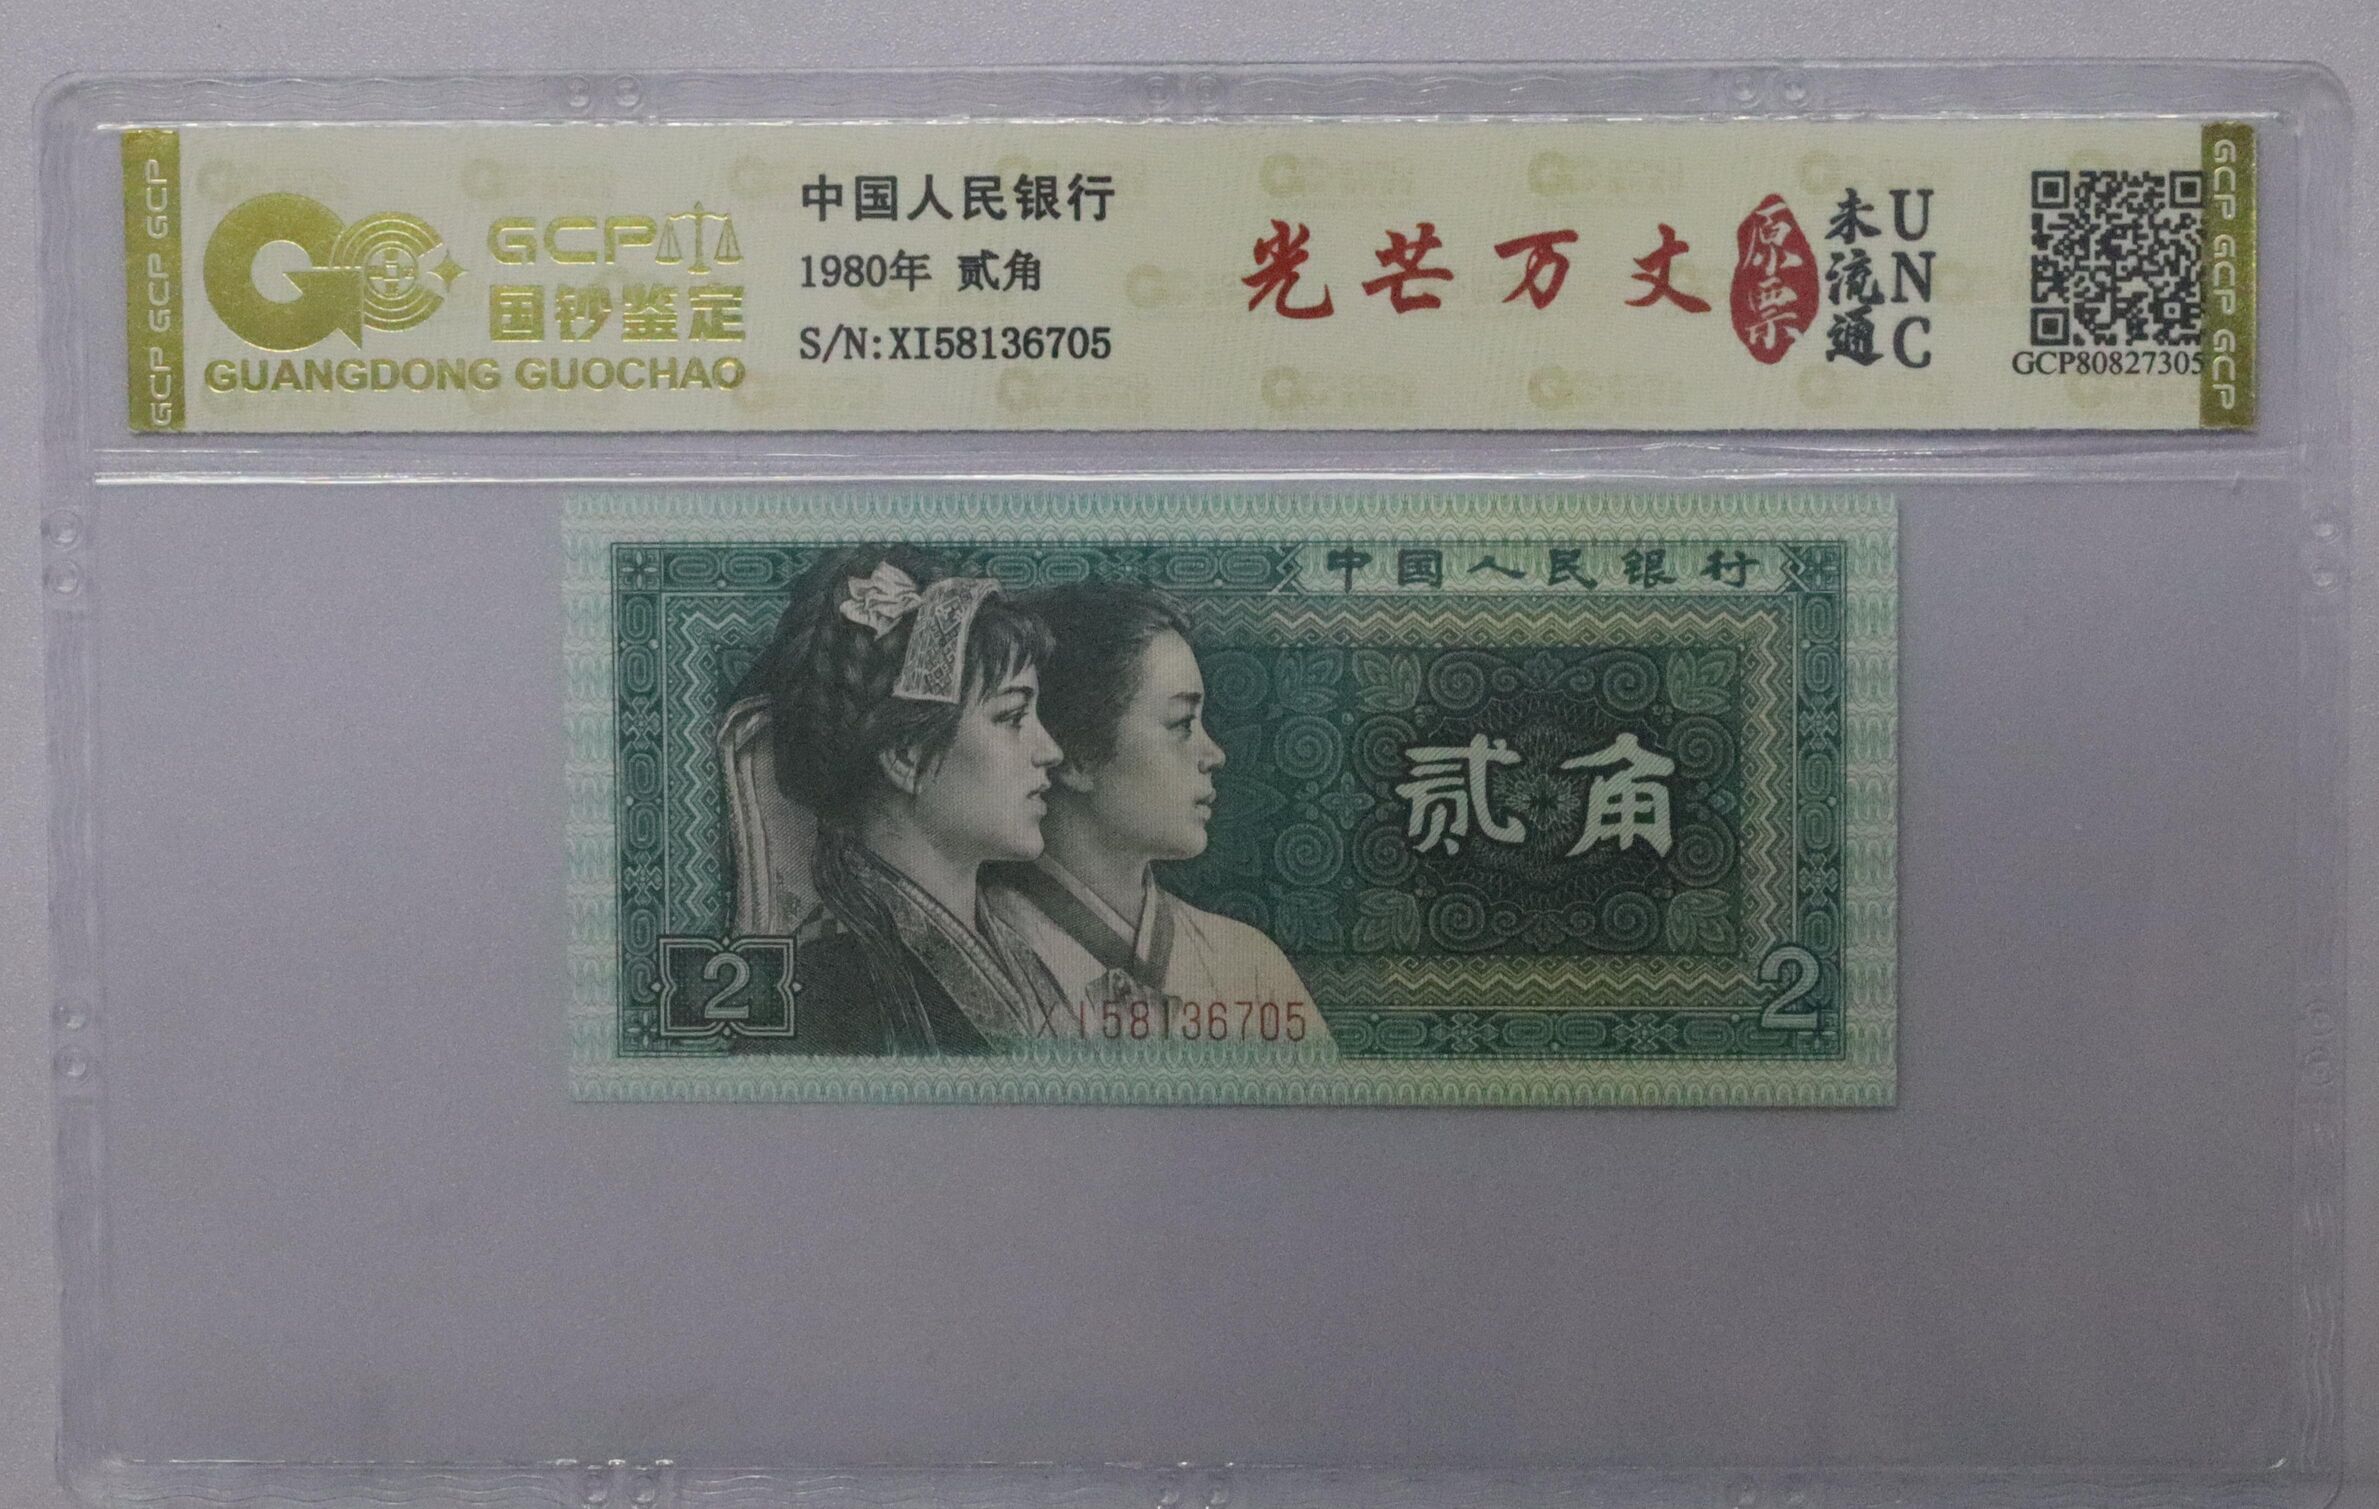 GCP GCP GCP
GCP
国钞鉴定
GUANGDONG GUOCHAO
中国人民银行
1980年 贰角
S/N:XI58136705
光芒万丈
原票
未流通
UNC
GCP80827305
GCP GCP GCP
中国人民银行
贰角
2
XI58136705
2